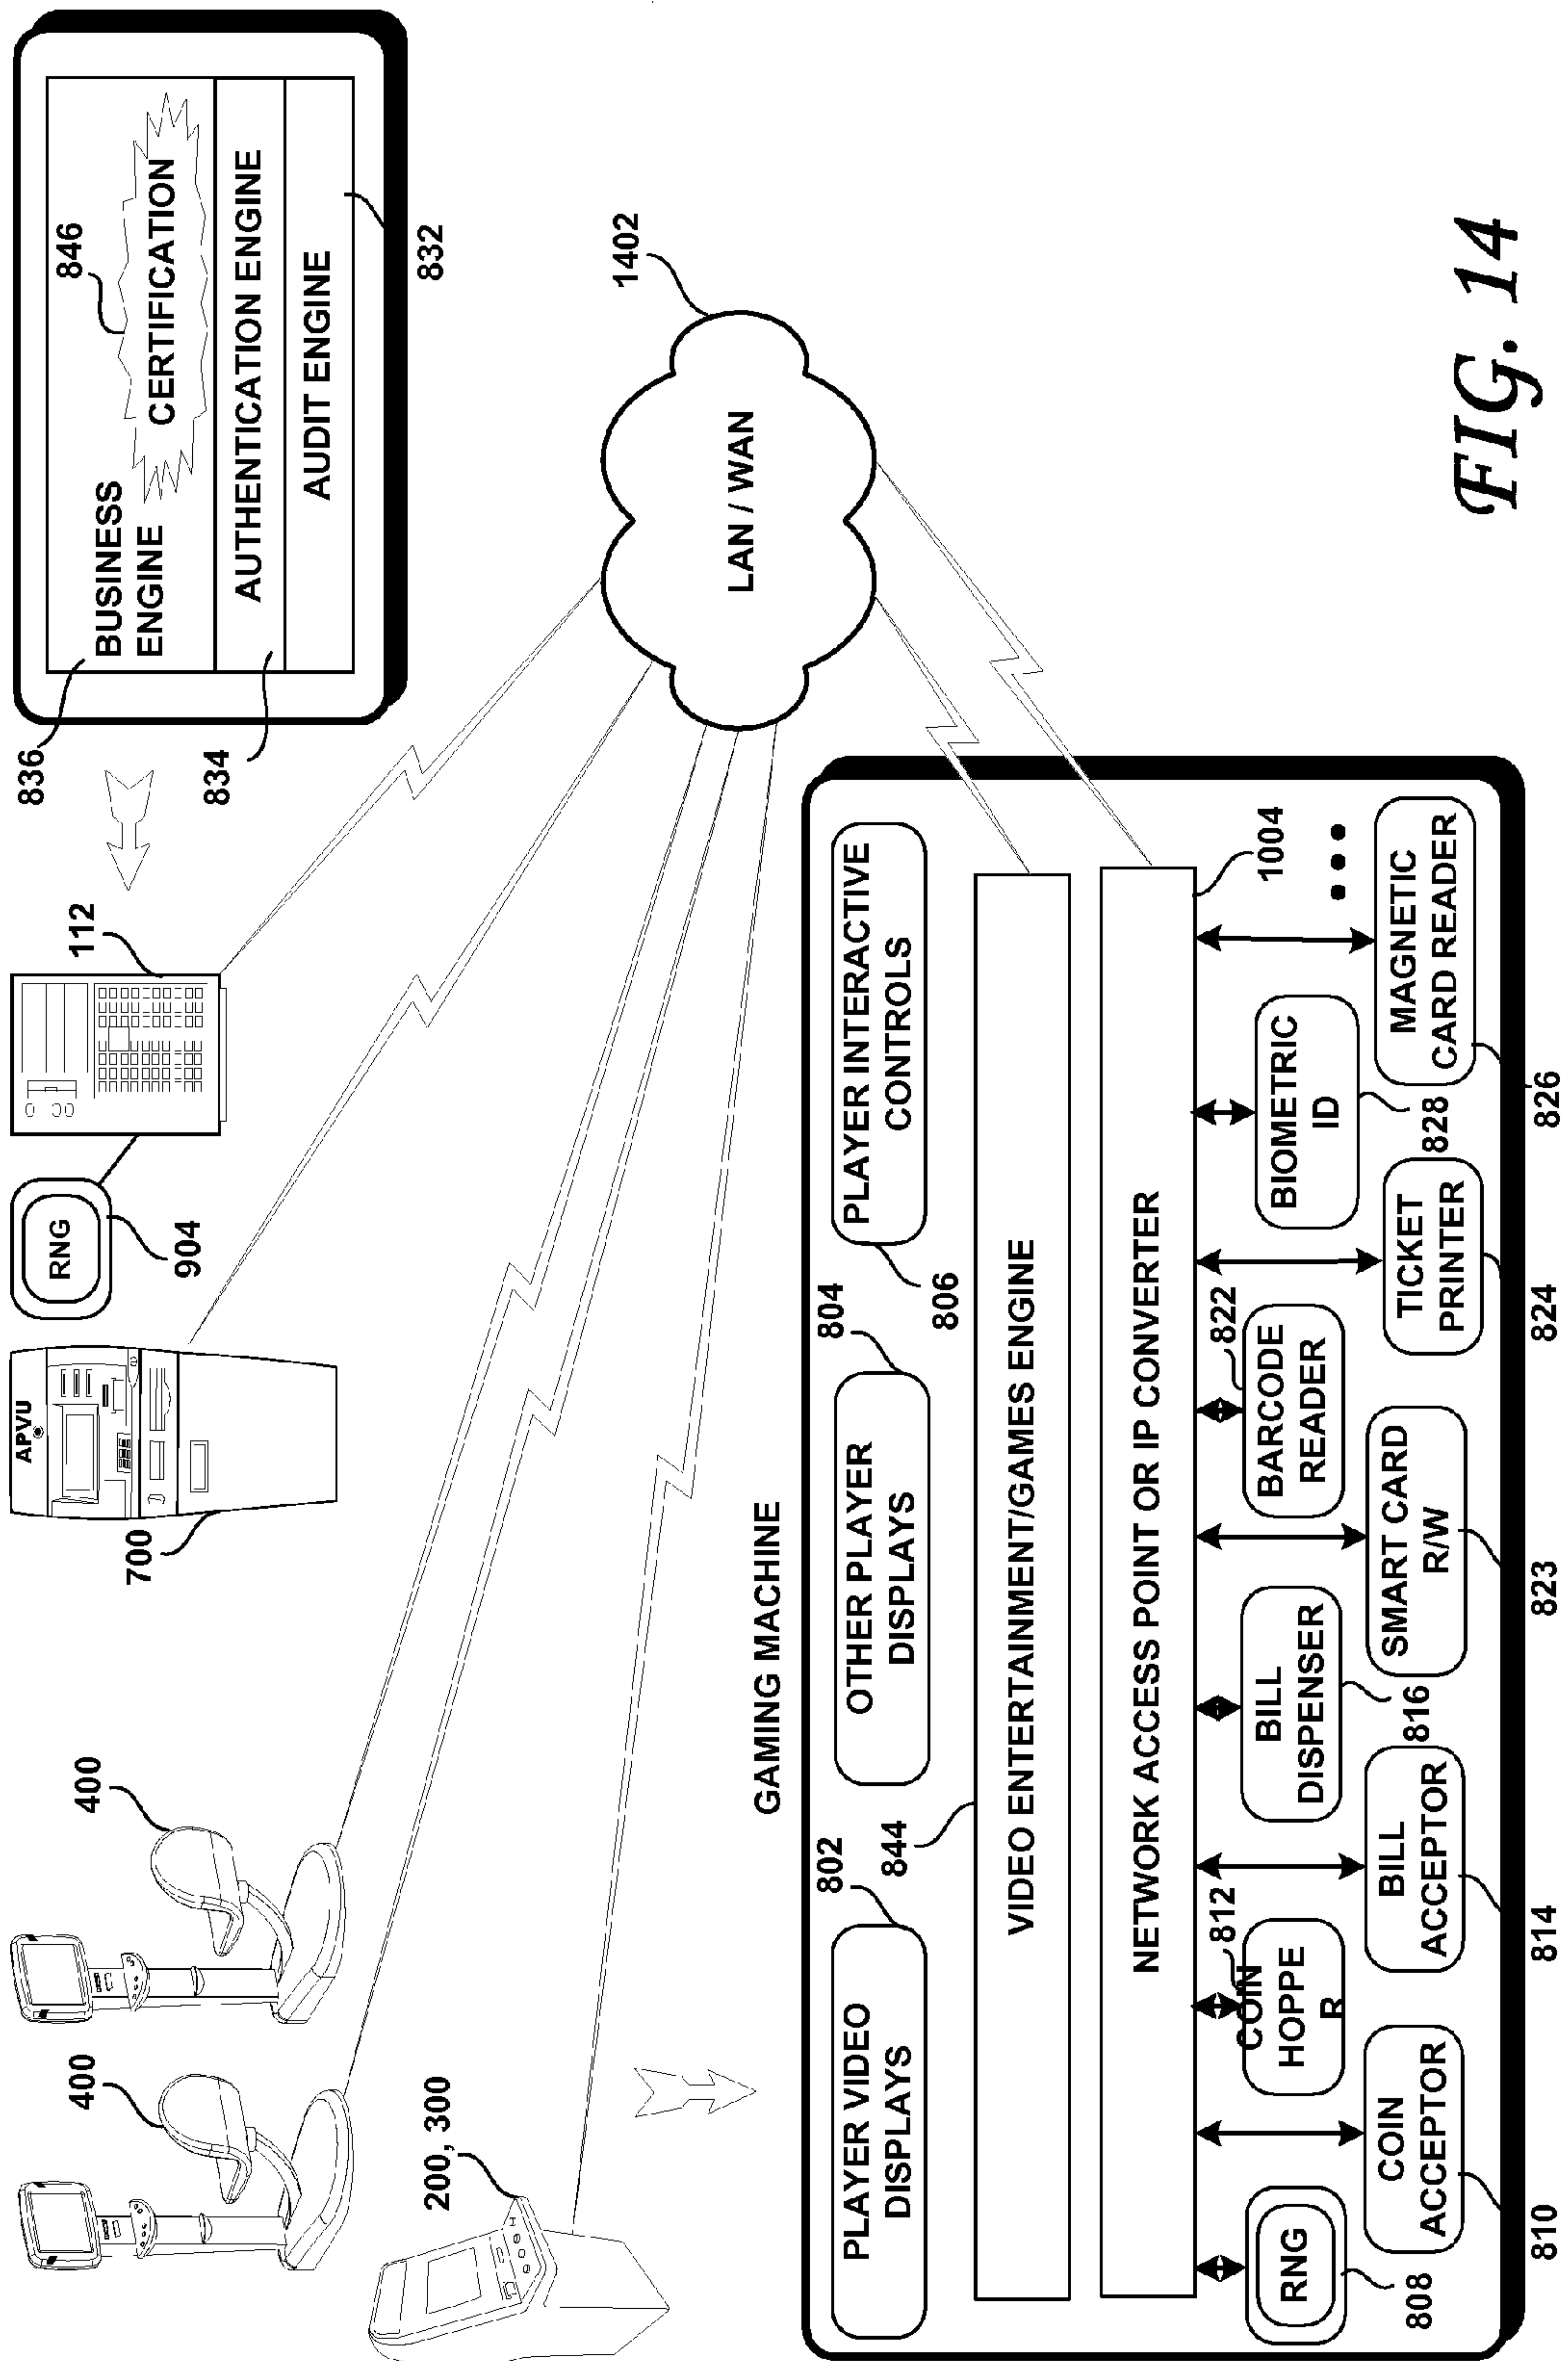 400
400
200, 300
APVU
700
RNG
904
112
836
834
BUSINESS
ENGINE
846
CERTIFICATION
AUTHENTICATION ENGINE
AUDIT ENGINE
832
LAN / WAN
1402
GAMING MACHINE
PLAYER VIDEO
DISPLAYS
802
OTHER PLAYER
DISPLAYS
804
PLAYER INTERACTIVE
CONTROLS
806
844
VIDEO ENTERTAINMENT/GAMES ENGINE
NETWORK ACCESS POINT OR IP CONVERTER
1004
RNG
808
COIN
ACCEPTOR
810
812
COIN
HOPPE
R
BILL
ACCEPTOR
814
BILL
DISPENSER
816
SMART CARD
R/W
823
822
BARCODE
READER
TICKET
PRINTER
824
BIOMETRIC
ID
828
MAGNETIC
CARD READER
826
FIG. 14